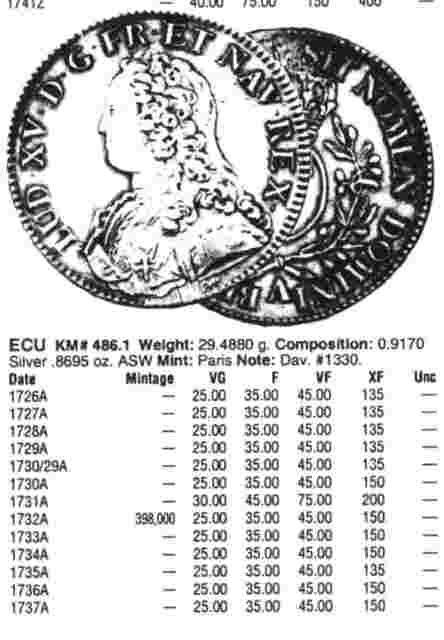 1741Z — 40.00 75.00 150 400 —
LUD·XV·D·G·FR·ET NAV·REX
ECU KM# 486.1 Weight: 29.4880 g. Composition: 0.9170
Silver .8695 oz. ASW Mint: Paris Note: Dav. #1330.
Date Mintage VG F VF XF Unc
1726A — 25.00 35.00 45.00 135 —
1727A — 25.00 35.00 45.00 135 —
1728A — 25.00 35.00 45.00 135 —
1729A — 25.00 35.00 45.00 135 —
1730/29A — 25.00 35.00 45.00 135 —
1730A — 25.00 35.00 45.00 150 —
1731A — 30.00 45.00 75.00 200 —
1732A 398,000 25.00 35.00 45.00 150 —
1733A — 25.00 35.00 45.00 150 —
1734A — 25.00 35.00 45.00 150 —
1735A — 25.00 35.00 45.00 135 —
1736A — 25.00 35.00 45.00 150 —
1737A — 25.00 35.00 45.00 150 —